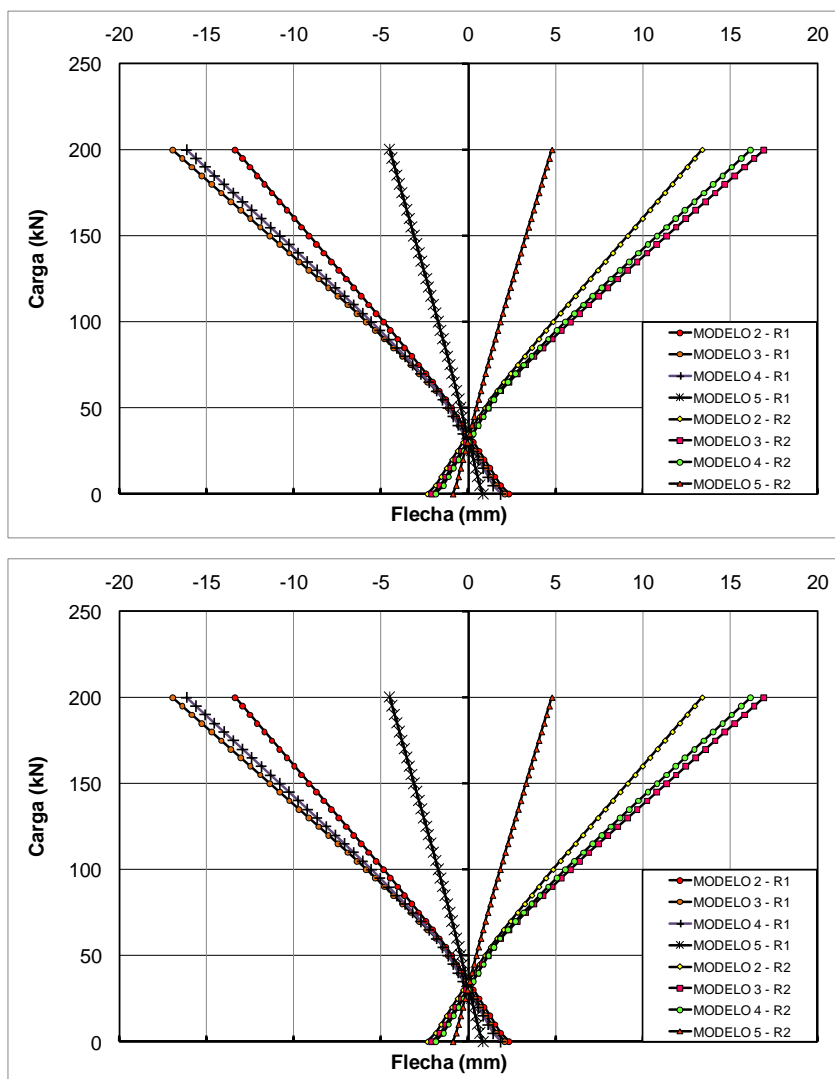 -20 -15 -10 -5 0 5 10 15 20
250
200
150
100
50
0
Carga (kN)
Flecha (mm)
MODELO 2 - R1
MODELO 3 - R1
MODELO 4 - R1
MODELO 5 - R1
MODELO 2 - R2
MODELO 3 - R2
MODELO 4 - R2
MODELO 5 - R2
-20 -15 -10 -5 0 5 10 15 20
250
200
150
100
50
0
Carga (kN)
Flecha (mm)
MODELO 2 - R1
MODELO 3 - R1
MODELO 4 - R1
MODELO 5 - R1
MODELO 2 - R2
MODELO 3 - R2
MODELO 4 - R2
MODELO 5 - R2